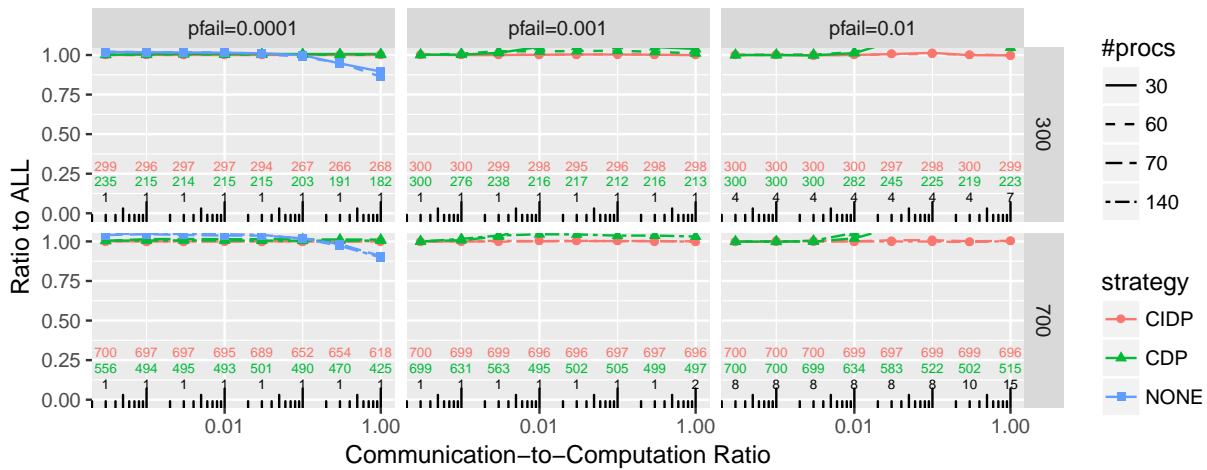 pfail=0.0001 pfail=0.001 pfail=0.01
1.00
0.75
0.50
0.25
0.00
299 296 297 297 294 267 266 268 300 300 299 298 295 296 298 298 300 300 300 300 297 298 300 299
235 215 214 215 215 203 191 182 300 276 238 216 217 212 216 213 300 300 300 282 245 225 219 223
1 1 1 1 1 1 1 1 1 1 1 1 1 1 1 1 4 4 4 4 4 4 4 7
300
1.00
0.75
0.50
0.25
0.00
700 697 697 695 689 652 654 618 700 699 699 696 696 697 697 696 700 700 700 699 697 699 699 696
556 494 495 493 501 490 470 425 699 631 563 495 502 505 499 497 700 700 699 634 583 522 502 515
1 1 1 1 1 1 1 1 1 1 1 1 1 1 1 2 8 8 8 8 8 8 10 15
700
0.01 1.00 0.01 1.00 0.01 1.00
Communication−to−Computation Ratio
Ratio to ALL
#procs
30
60
70
140
strategy
CIDP
CDP
NONE